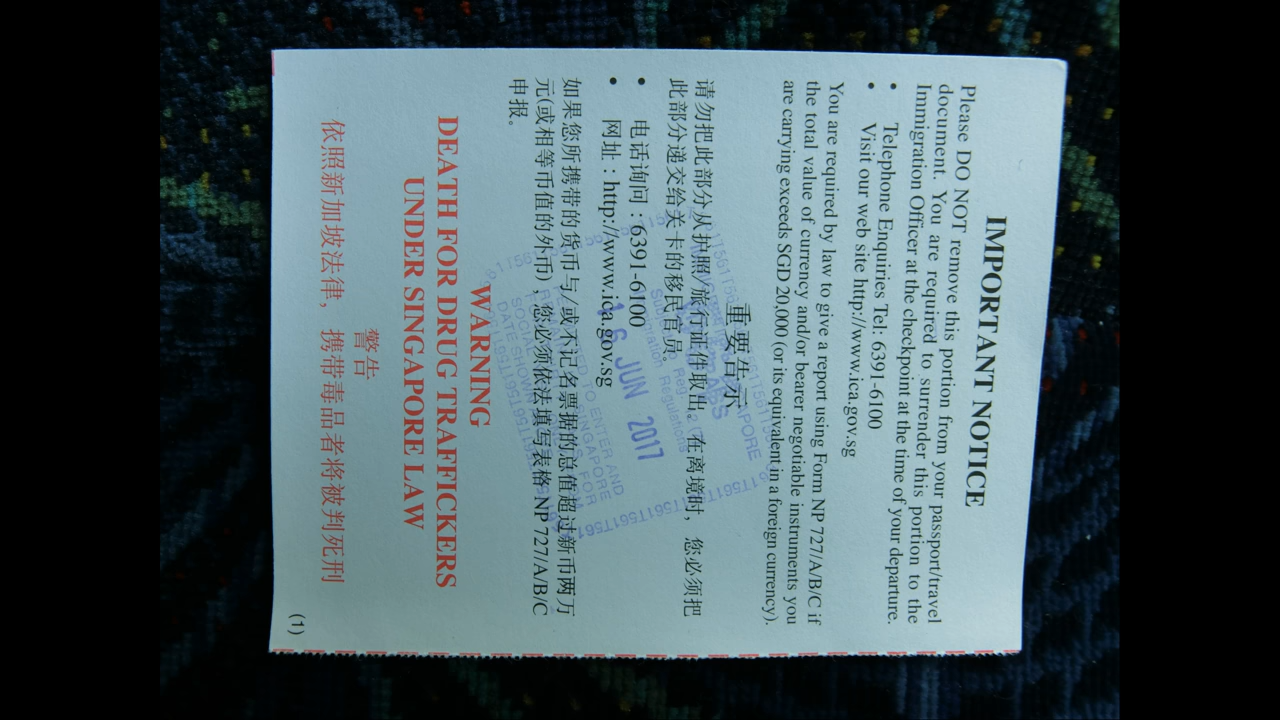 IMPORTANT NOTICE
Please DO NOT remove this portion from your passport/travel
document. You are required to surrender this portion to the
Immigration Officer at the checkpoint at the time of your departure.
• Telephone Enquiries Tel: 6391-6100
• Visit our web site http://www.ica.gov.sg
You are required by law to give a report using Form NP 727/A/B/C if
the total value of currency and/or bearer negotiable instruments you
are carrying exceeds SGD 20,000 (or its equivalent in a foreign currency).
重要告示
请勿把此部分从护照/旅行证件取出。在离境时，您必须把
此部分递交给关卡的移民官员。
• 电话询问：6391-6100
• 网址：http://www.ica.gov.sg
如果您所携带的货币与/或不记名票据的总值超过新币两万
元(或相等币值的外币)，您必须依法填写表格 NP 727/A/B/C
申报。
16 JUN 2017
WARNING
DEATH FOR DRUG TRAFFICKERS
UNDER SINGAPORE LAW
警告
依照新加坡法律，携带毒品者将被判死刑
(1)